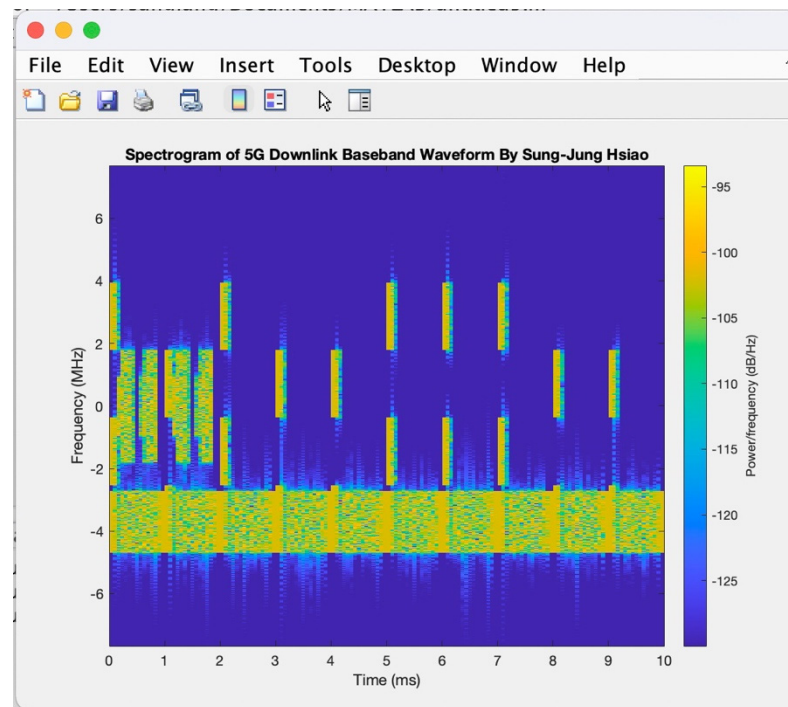 File Edit View Insert Tools Desktop Window Help
Spectrogram of 5G Downlink Baseband Waveform By Sung-Jung Hsiao
6
4
2
0
-2
-4
-6
Frequency (MHz)
0 1 2 3 4 5 6 7 8 9 10
Time (ms)
-95
-100
-105
-110
-115
-120
-125
Power/frequency (dB/Hz)